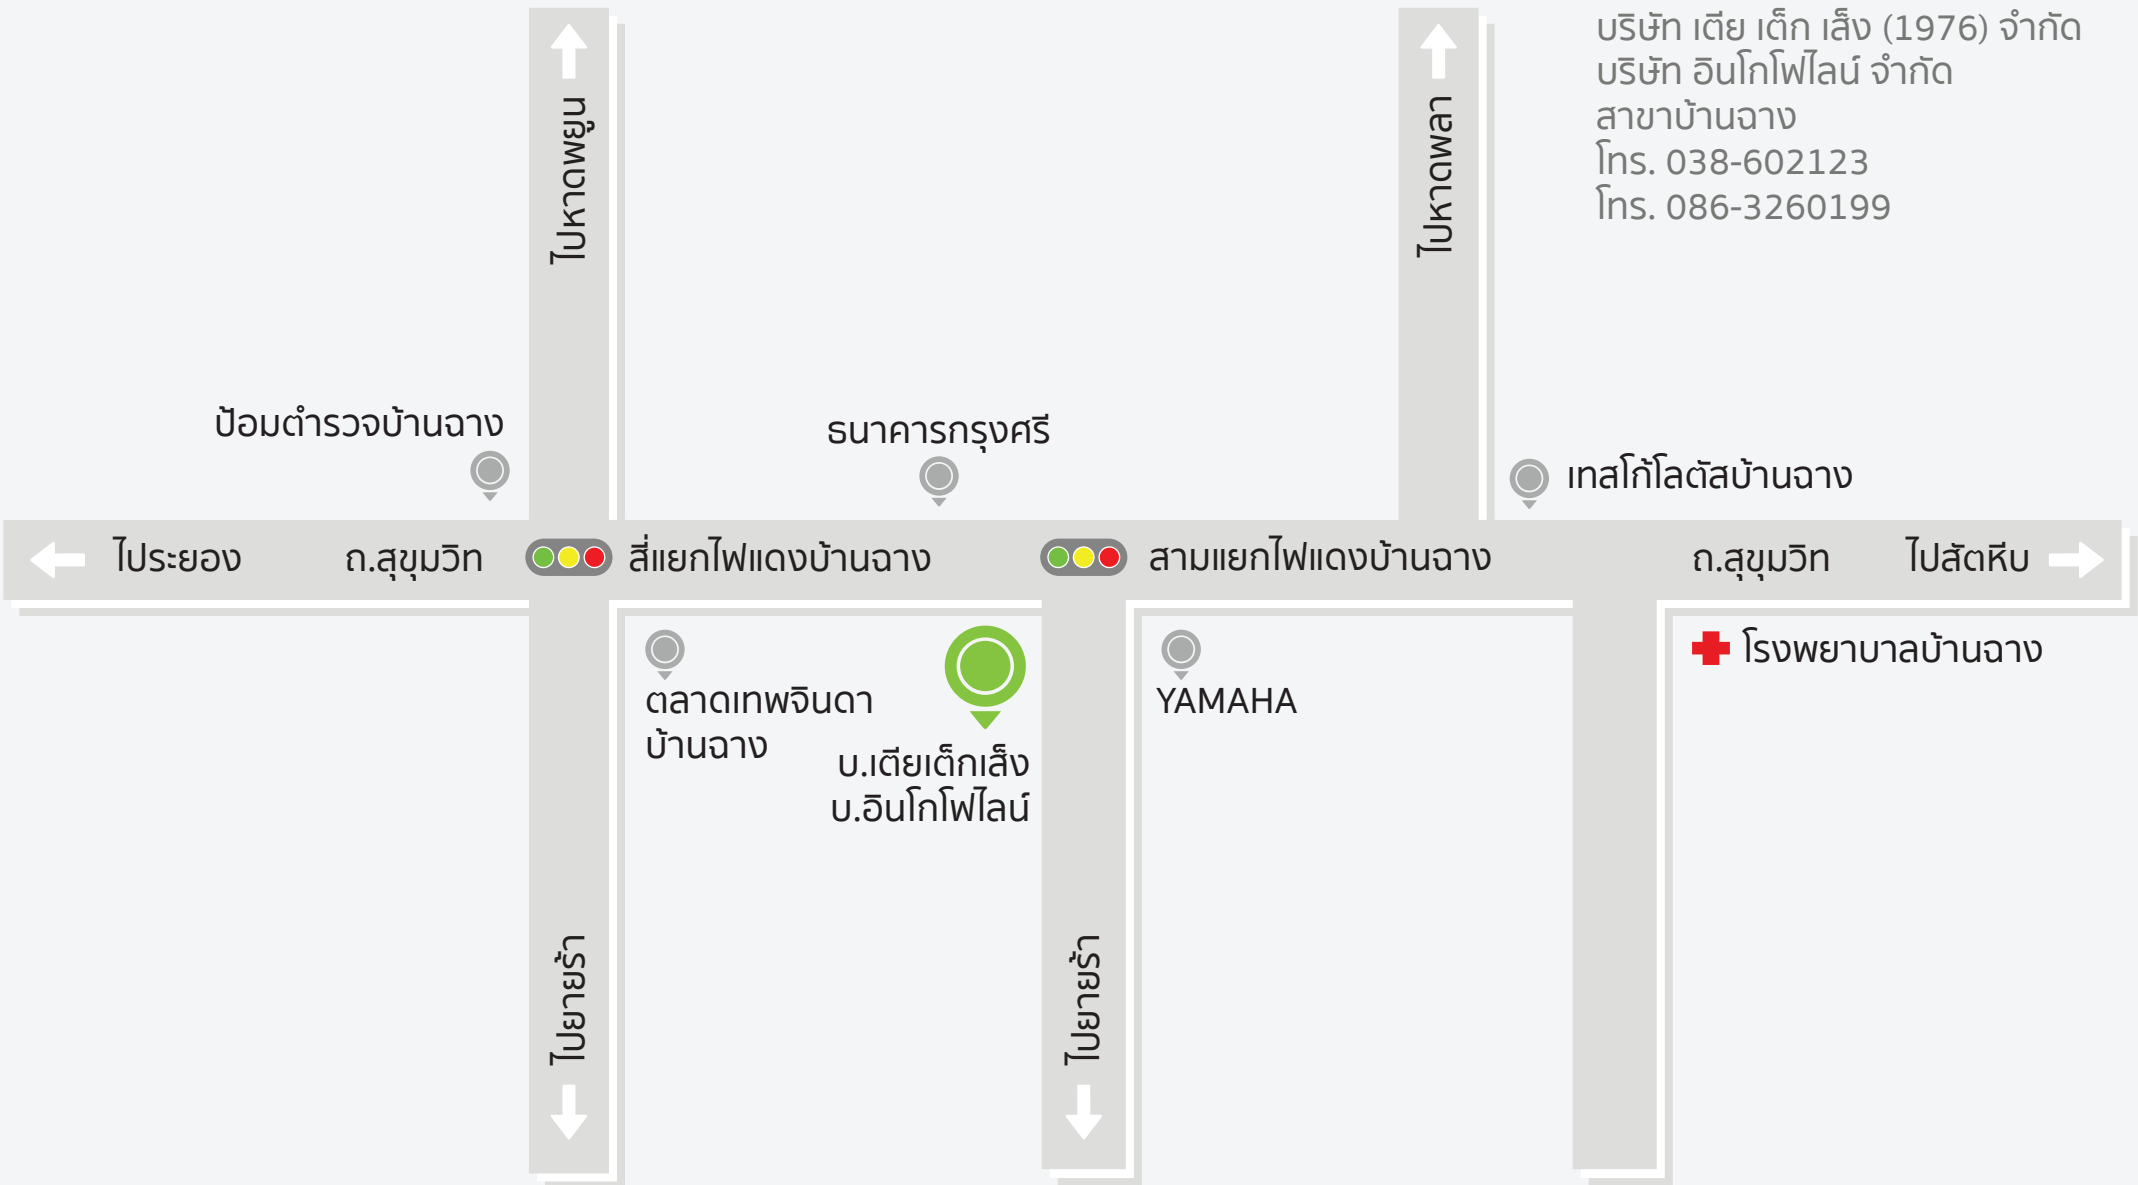 บริษัท เตีย เต็ก เส็ง (1976) จำกัด
บริษัท อินโกโฟไลน์ จำกัด
สาขาบ้านฉาง
โทร. 038-602123
โทร. 086-3260199
ไปหาดพยูน
ไปหาดพลา
ป้อมตำรวจบ้านฉาง
ธนาคารกรุงศรี
เทสโก้โลตัสบ้านฉาง
ไประยอง
ถ.สุขุมวิท
สี่แยกไฟแดงบ้านฉาง
สามแยกไฟแดงบ้านฉาง
ถ.สุขุมวิท
ไปสัตหีบ
ตลาดเทพจินดา
บ้านฉาง
บ.เตียเต็กเส็ง
บ.อินโกโฟไลน์
YAMAHA
โรงพยาบาลบ้านฉาง
ไปยายร้า
ไปยายร้า